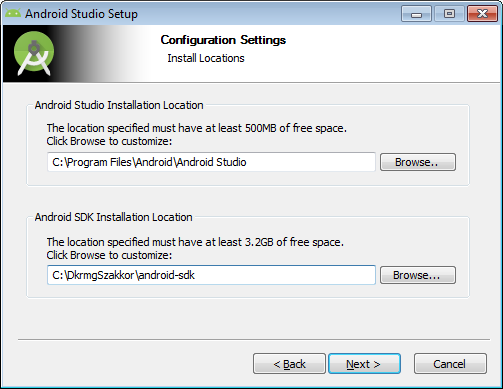 Android Studio Setup
Configuration Settings
Install Locations
Android Studio Installation Location
The location specified must have at least 500MB of free space.
Click Browse to customize:
C:\Program Files\Android\Android Studio
Browse..
Android SDK Installation Location
The location specified must have at least 3.2GB of free space.
Click Browse to customize:
C:\DkrmgSzakkor\android-sdk
Browse...
< Back
Next >
Cancel